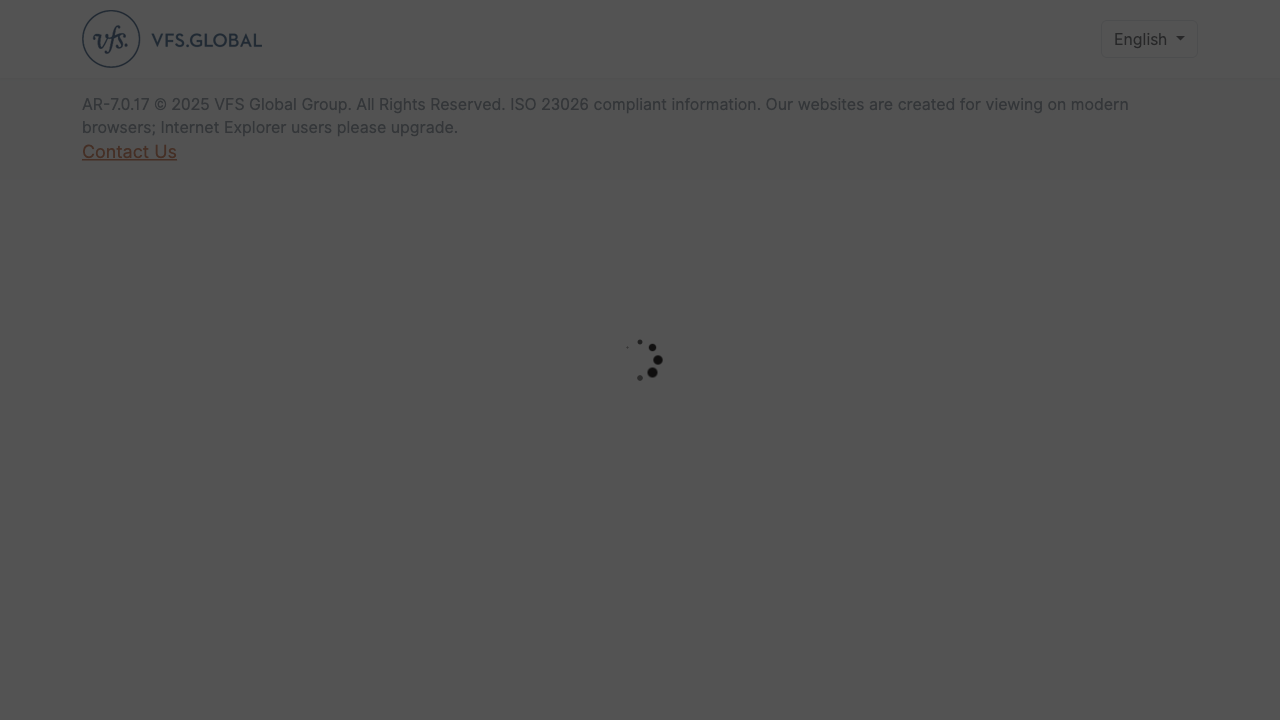 vfs.
VFS.GLOBAL
English
AR-7.0.17 © 2025 VFS Global Group. All Rights Reserved. ISO 23026 compliant information. Our websites are created for viewing on modern
browsers; Internet Explorer users please upgrade.
Contact Us